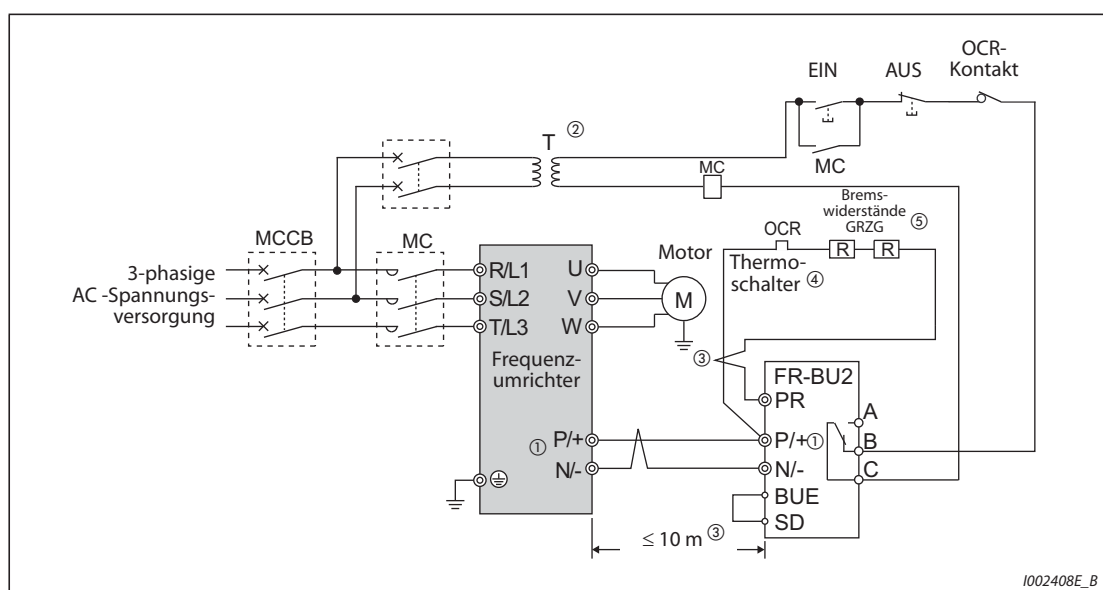 OCR-
Kontakt
EIN
AUS
T ②
MC
MC
Brems-
widerstände
GRZG ⑤
R
R
OCR
Thermo-
schalter ④
MCCB
MC
Motor
M
3-phasige
AC -Spannungs-
versorgung
R/L1
S/L2
T/L3
U
V
W
Frequenz-
umrichter
③
FR-BU2
PR
A
① P/+
P/+①
B
N/-
N/-
C
BUE
SD
≤ 10 m ③
I002408E_B